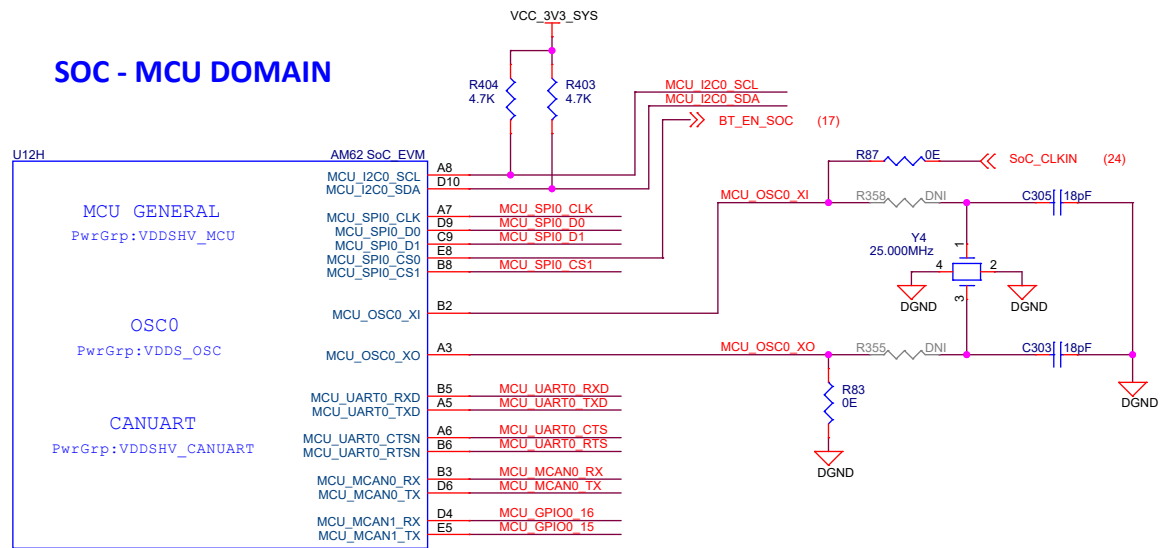 VCC_3V3_SYS
SOC - MCU DOMAIN
R404
4.7K
R403
4.7K
MCU_I2C0_SCL
MCU_I2C0_SDA
BT_EN_SOC (17)
U12H
AM62 SoC_EVM
R87 0E
SoC_CLKIN (24)
MCU_I2C0_SCL A8
MCU_I2C0_SDA D10
MCU GENERAL
PwrGrp:VDDSHV_MCU
MCU_OSC0_XI
R358 DNI
C305 18pF
MCU_SPI0_CLK A7 MCU_SPI0_CLK
MCU_SPI0_D0 D9 MCU_SPI0_D0
MCU_SPI0_D1 C9 MCU_SPI0_D1
MCU_SPI0_CS0 E8
MCU_SPI0_CS1 B8 MCU_SPI0_CS1
Y4
25.000MHz
1
4
2
3
DGND
DGND
MCU_OSC0_XI B2
OSC0
PwrGrp:VDDS_OSC
MCU_OSC0_XO A3
MCU_OSC0_XO
R355 DNI
C303 18pF
R83
0E
DGND
DGND
MCU_UART0_RXD B5 MCU_UART0_RXD
MCU_UART0_TXD A5 MCU_UART0_TXD
CANUART
PwrGrp:VDDSHV_CANUART
MCU_UART0_CTSN A6 MCU_UART0_CTS
MCU_UART0_RTSN B6 MCU_UART0_RTS
MCU_MCAN0_RX B3 MCU_MCAN0_RX
MCU_MCAN0_TX D6 MCU_MCAN0_TX
MCU_MCAN1_RX D4 MCU_GPIO0_16
MCU_MCAN1_TX E5 MCU_GPIO0_15